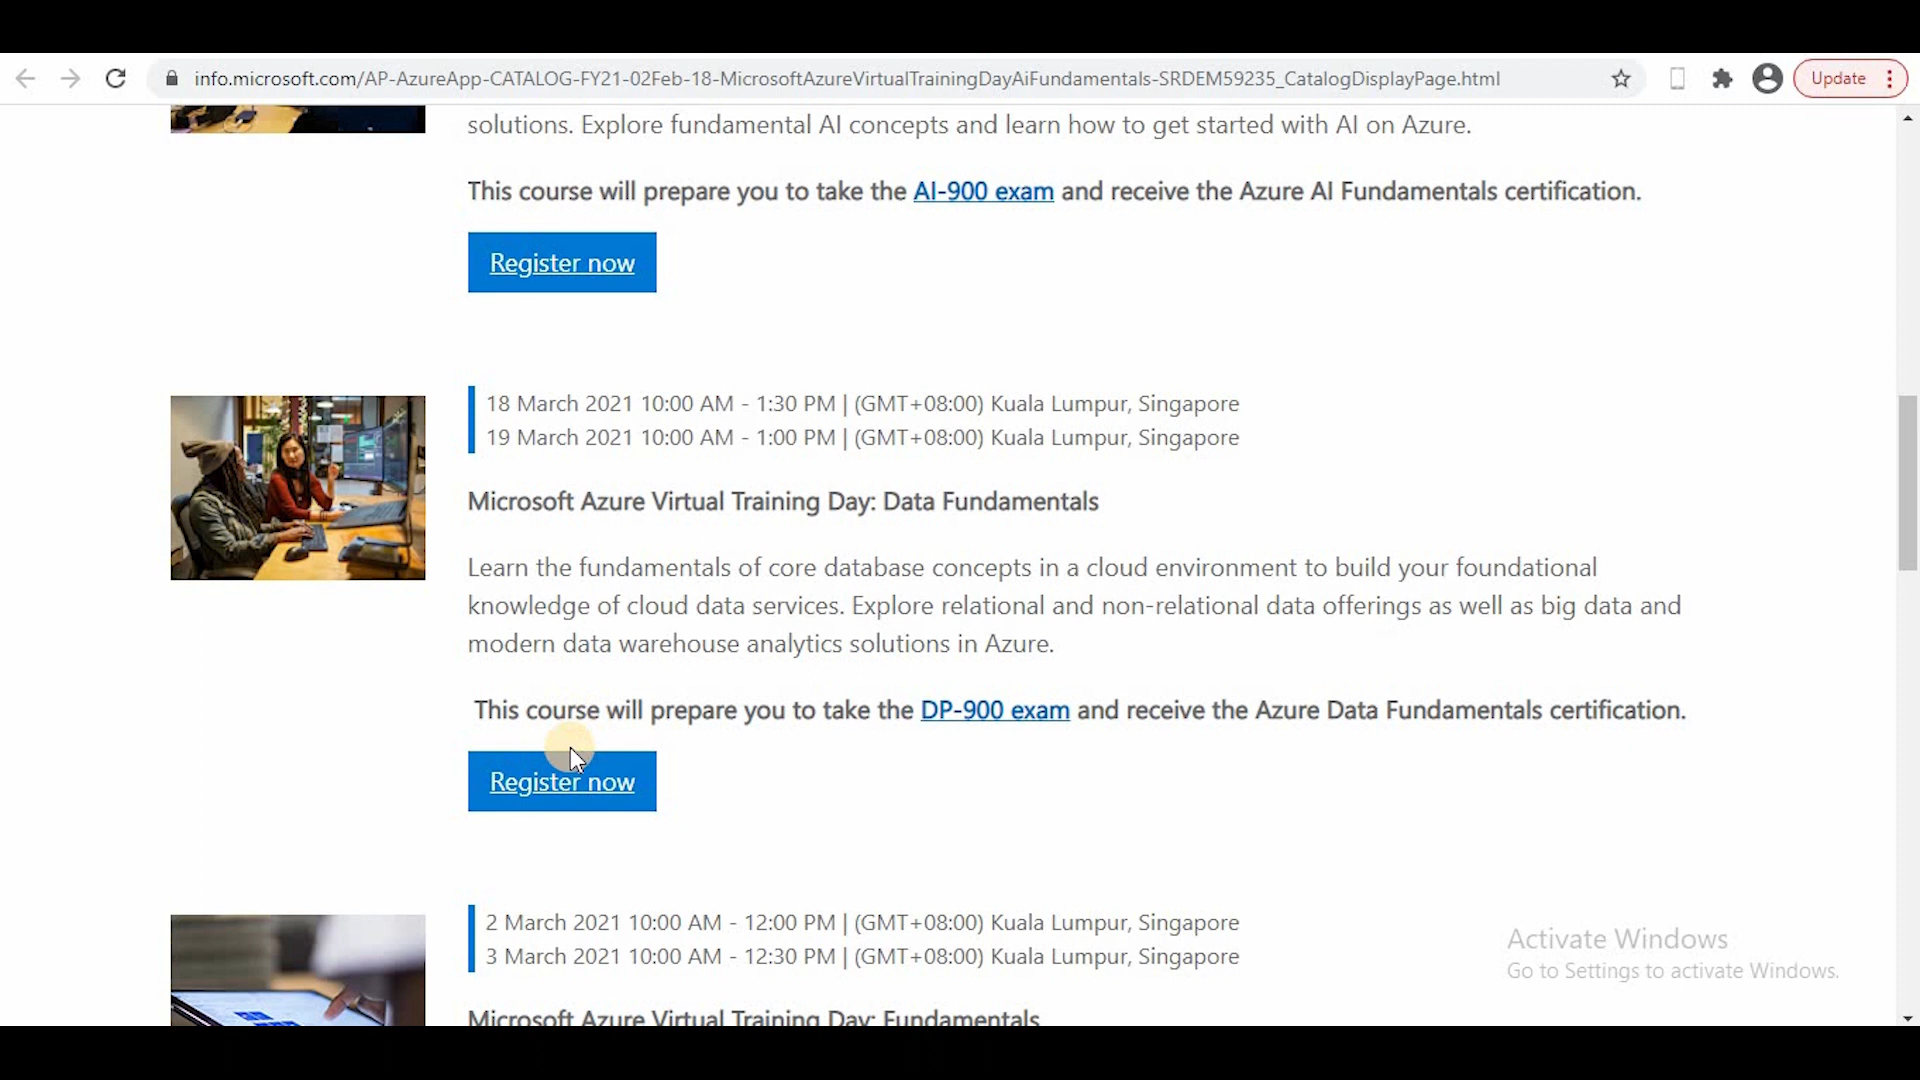 info.microsoft.com/AP-AzureApp-CATALOG-FY21-02Feb-18-MicrosoftAzureVirtualTrainingDayAiFundamentals-SRDEM59235_CatalogDisplayPage.html
Update
solutions. Explore fundamental AI concepts and learn how to get started with AI on Azure.
This course will prepare you to take the AI-900 exam and receive the Azure AI Fundamentals certification.
Register now
18 March 2021 10:00 AM - 1:30 PM | (GMT+08:00) Kuala Lumpur, Singapore
19 March 2021 10:00 AM - 1:00 PM | (GMT+08:00) Kuala Lumpur, Singapore
Microsoft Azure Virtual Training Day: Data Fundamentals
Learn the fundamentals of core database concepts in a cloud environment to build your foundational
knowledge of cloud data services. Explore relational and non-relational data offerings as well as big data and
modern data warehouse analytics solutions in Azure.
This course will prepare you to take the DP-900 exam and receive the Azure Data Fundamentals certification.
Register now
2 March 2021 10:00 AM - 12:00 PM | (GMT+08:00) Kuala Lumpur, Singapore
3 March 2021 10:00 AM - 12:30 PM | (GMT+08:00) Kuala Lumpur, Singapore
Activate Windows
Go to Settings to activate Windows.
Microsoft Azure Virtual Training Day: Fundamentals